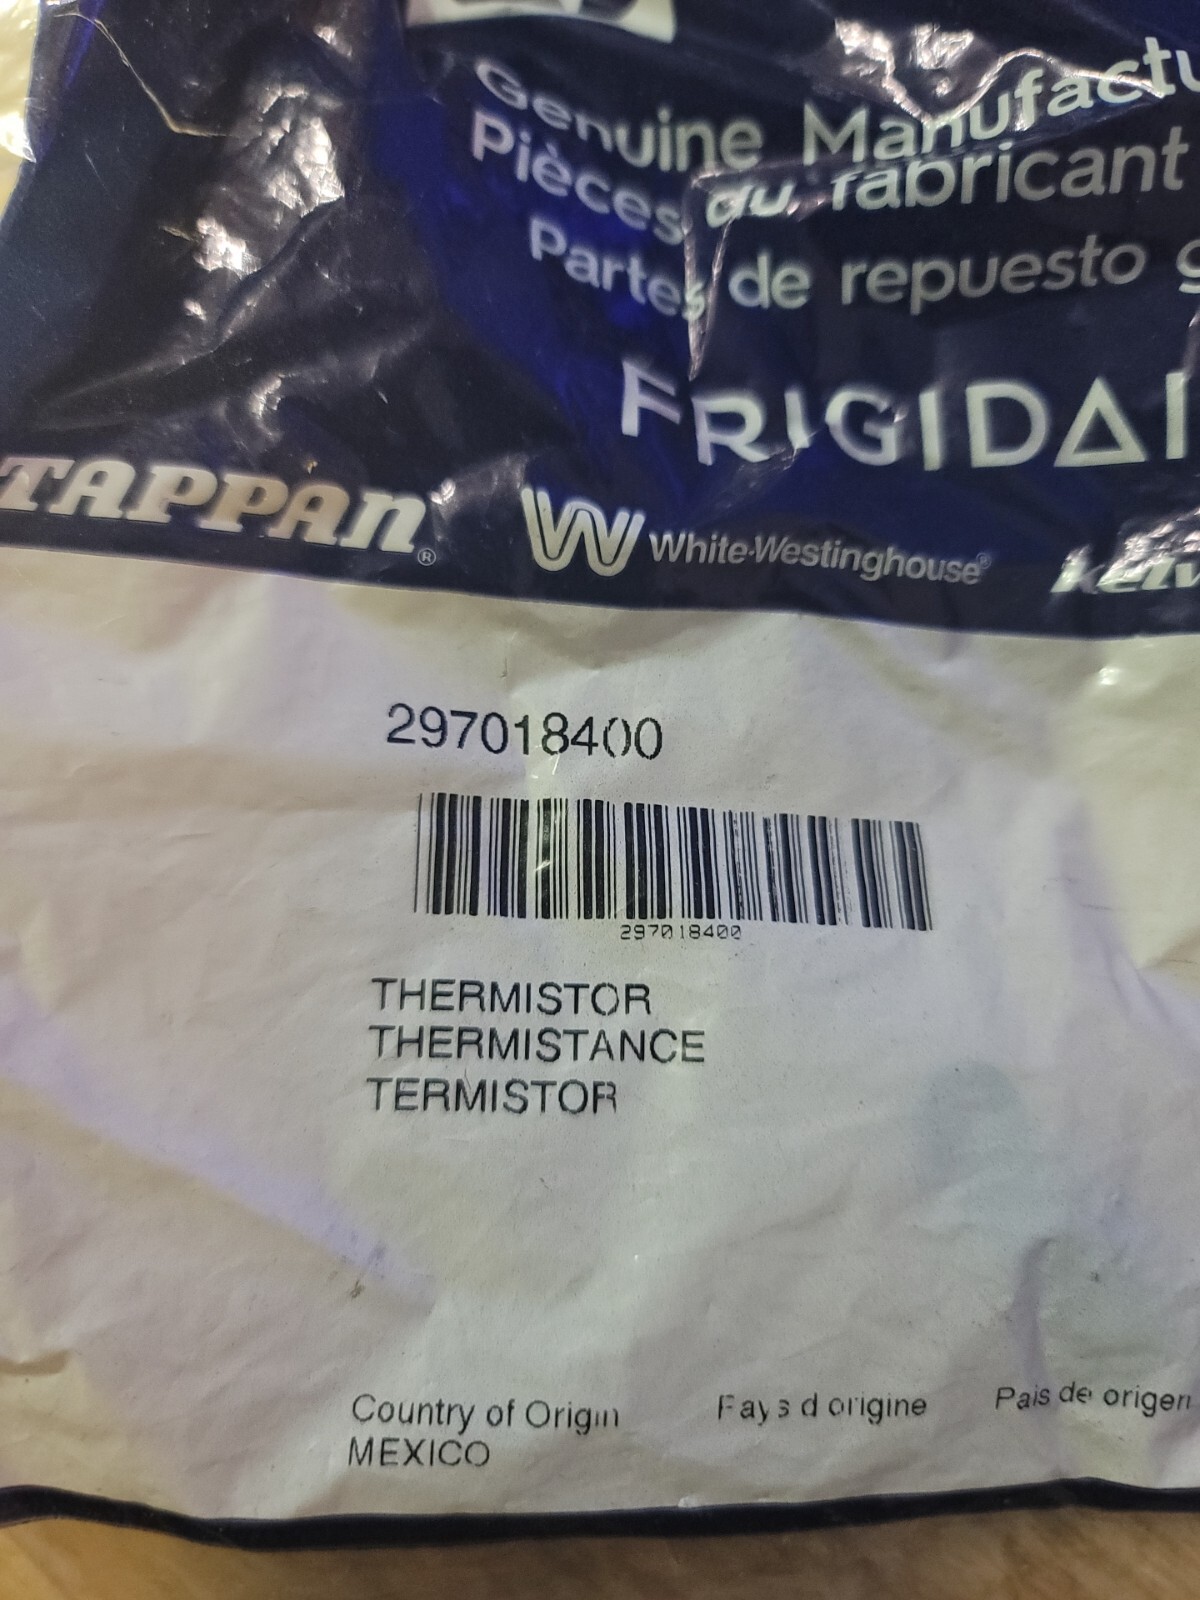 Genuine Manufactu
Pièces du fabricant
Partes de repuesto g
FRIGIDAI
TAPPAN®
W White-Westinghouse®
kelv
297018400
297018400
THERMISTOR
THERMISTANCE
TERMISTOR
Country of Origin Pays d origine Pais de origen
MEXICO